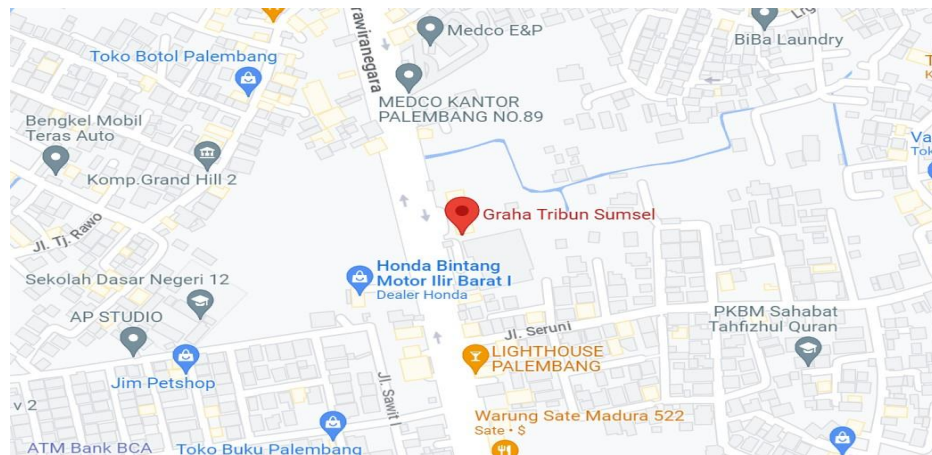 rawiranegara
Medco E&P
BiBa Laundry
Toko Botol Palembang
MEDCO KANTOR
PALEMBANG NO.89
Bengkel Mobil
Teras Auto
Va
Tok
Komp.Grand Hill 2
Graha Tribun Sumsel
Jl. Tj. Rawo
Honda Bintang
Motor Ilir Barat I
Dealer Honda
Sekolah Dasar Negeri 12
AP STUDIO
PKBM Sahabat
Tahfizhul Quran
Jl. Seruni
LIGHTHOUSE
PALEMBANG
Jim Petshop
Jl. Sawit I
v 2
Warung Sate Madura 522
Sate • $
ATM Bank BCA
Toko Buku Palembang